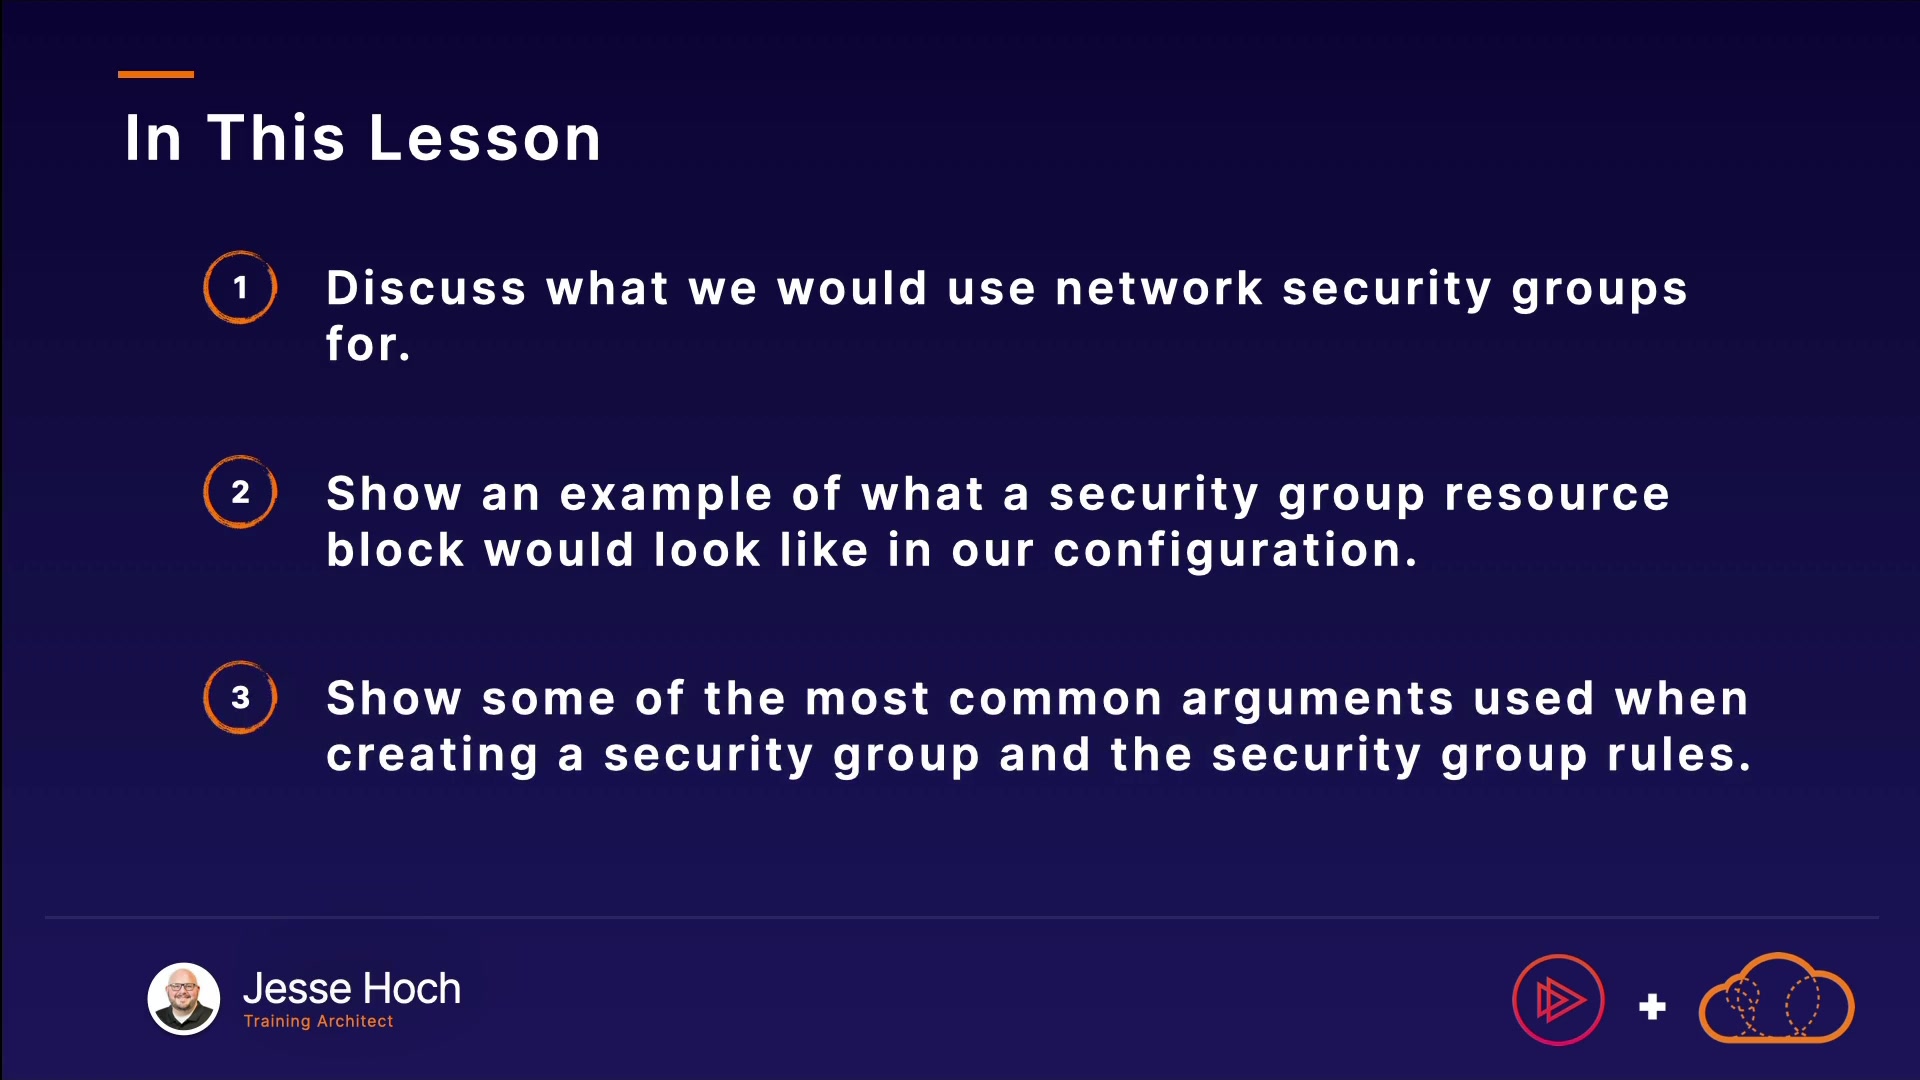 In This Lesson
1
Discuss what we would use network security groups
for.
2
Show an example of what a security group resource
block would look like in our configuration.
3
Show some of the most common arguments used when
creating a security group and the security group rules.
Jesse Hoch
Training Architect